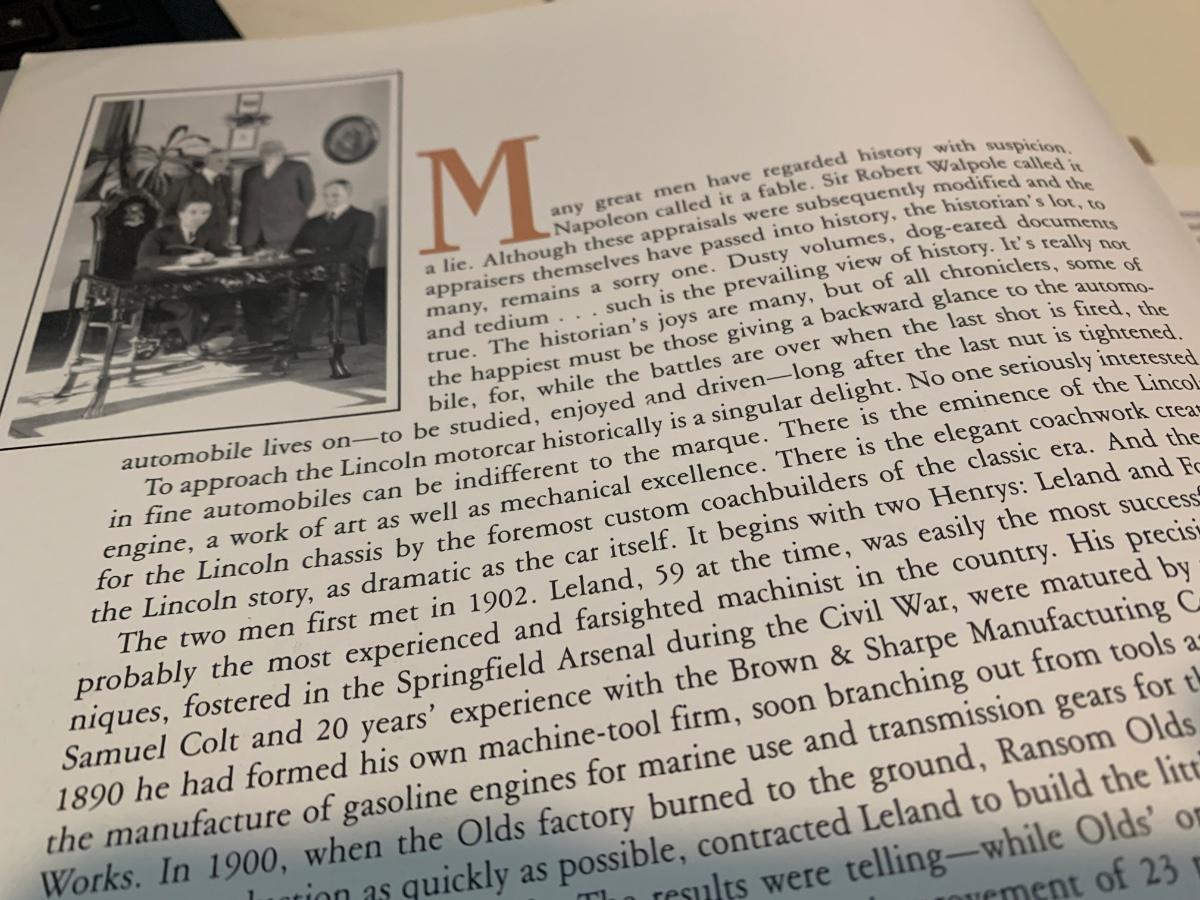 Many great men have regarded history with suspicion.
Napoleon called it a fable. Sir Robert Walpole called it
a lie. Although these appraisals were subsequently modified and the
appraisers themselves have passed into history, the historian's lot, to
many, remains a sorry one. Dusty volumes, dog-eared documents
and tedium . . . such is the prevailing view of history. It's really not
true. The historian's joys are many, but of all chroniclers, some of
the happiest must be those giving a backward glance to the automo-
bile, for, while the battles are over when the last shot is fired, the
automobile lives on—to be studied, enjoyed and driven—long after the last nut is tightened.
To approach the Lincoln motorcar historically is a singular delight. No one seriously interested
in fine automobiles can be indifferent to the marque. There is the eminence of the
engine, a work of art as well as mechanical excellence. There is the elegant coachwork
for the Lincoln chassis by the foremost custom coachbuilders of the classic era. And
the Lincoln story, as dramatic as the car itself. It begins with two Henrys: Leland and
The two men first met in 1902. Leland, 59 at the time, was easily the most
probably the most experienced and farsighted machinist in the country. His
niques, fostered in the Springfield Arsenal during the Civil War, were matured by
Samuel Colt and 20 years' experience with the Brown & Sharpe Manufacturing
1890 he had formed his own machine-tool firm, soon branching out from tools
the manufacture of gasoline engines for marine use and transmission gears for
Works. In 1900, when the Olds factory burned to the ground, Ransom Olds
as quickly as possible, contracted Leland to build the
The results were telling—while Olds'
of 23